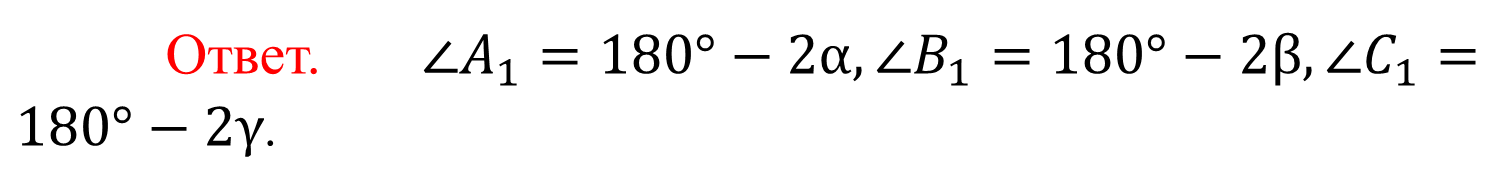 Ответ. ∠A₁ = 180° − 2α, ∠B₁ = 180° − 2β, ∠C₁ =
180° − 2γ.